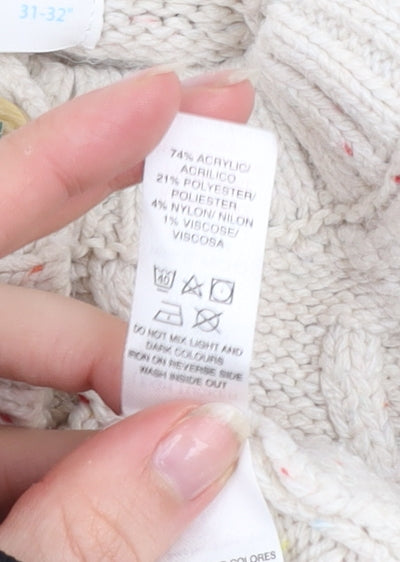 31-32"
74% ACRYLIC/
ACRILICO
21% POLYESTER/
POLIESTER
4% NYLON/ NILON
1% VISCOSE/
VISCOSA
40
DO NOT MIX LIGHT AND
DARK COLOURS
IRON ON REVERSE SIDE
WASH INSIDE OUT
COLORES